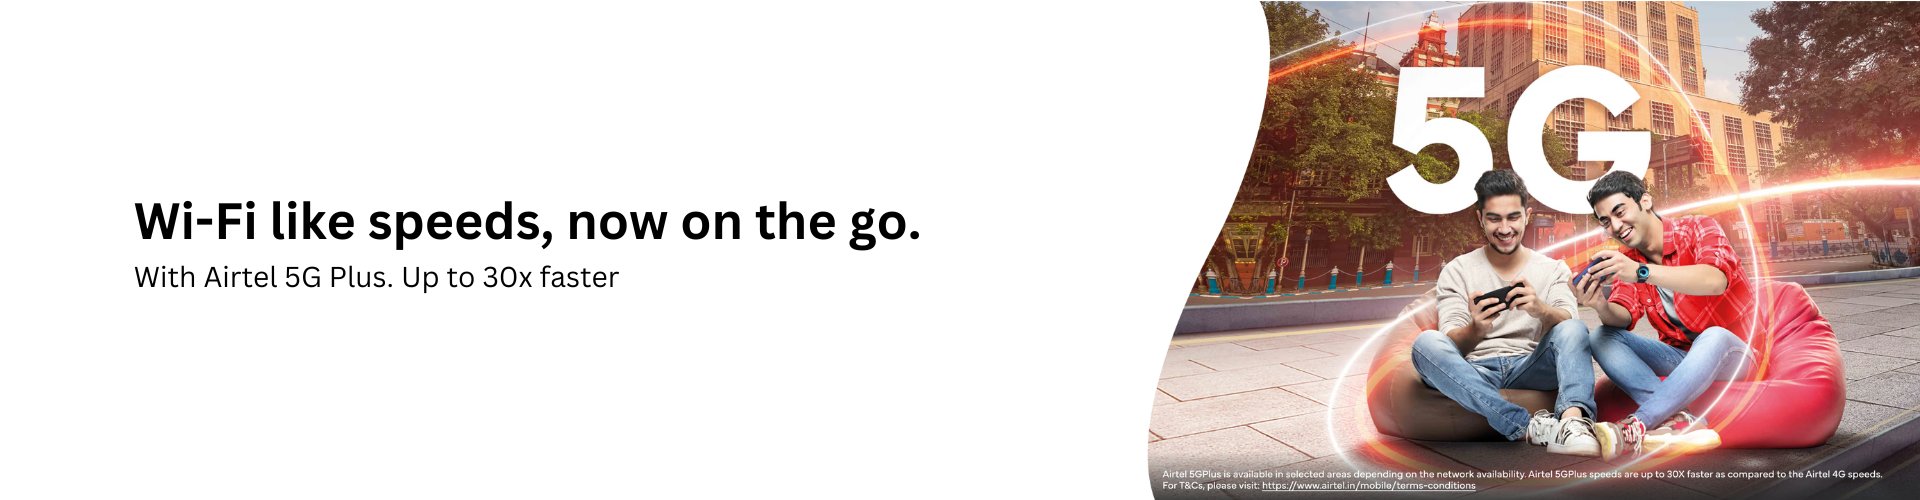 Wi-Fi like speeds, now on the go.
With Airtel 5G Plus. Up to 30x faster
5G
Airtel 5GPlus is available in selected areas depending on the network availability. Airtel 5GPlus speeds are up to 30X faster as compared to the Airtel 4G speeds.
For T&Cs, please visit: https://www.airtel.in/mobile/terms-conditions